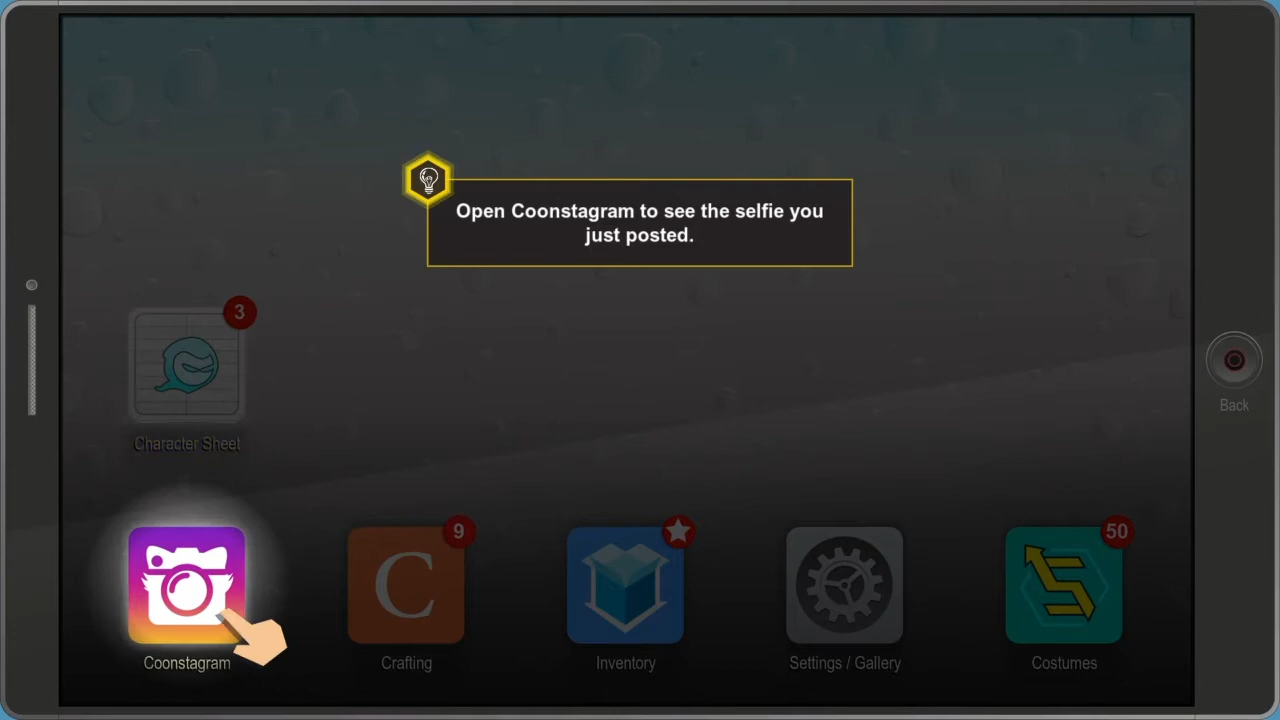 Open Coonstagram to see the selfie you
just posted.
3
Character Sheet
Back
9
50
C
Coonstagram
Crafting
Inventory
Settings / Gallery
Costumes